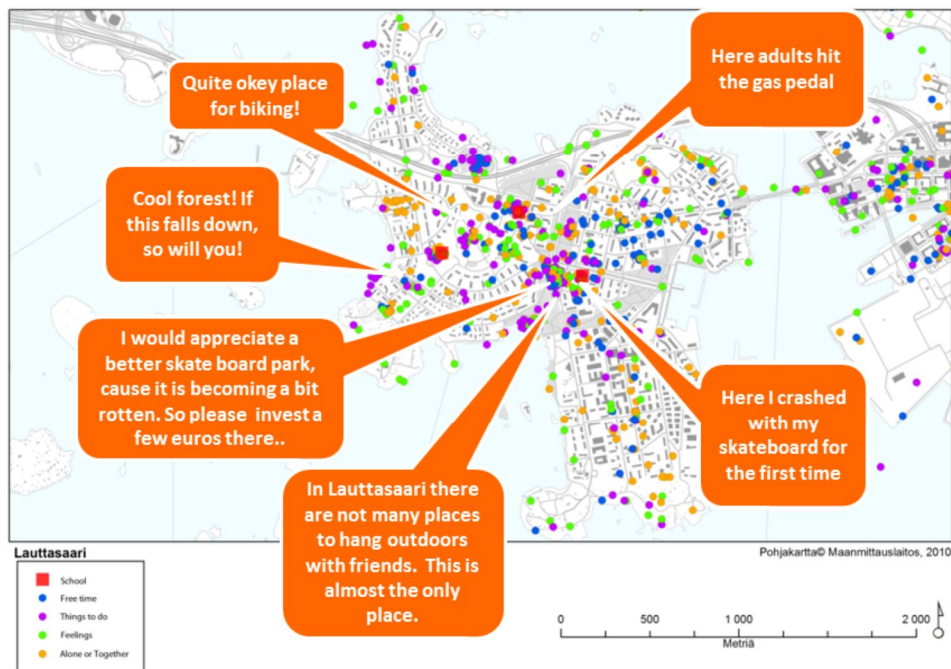 Quite okey place
for biking!
Here adults hit
the gas pedal
Cool forest! If
this falls down,
so will you!
I would appreciate a
better skate board park,
cause it is becoming a bit
rotten. So please  invest a
few euros there..
Here I crashed
with my
skateboard for
the first time
In Lauttasaari there
are not many places
to hang outdoors
with friends.  This is
almost the only
place.
Lauttasaari
Pohjakartta© Maanmittauslaitos, 2010
School
Free time
Things to do
Feelings
Alone or Together
0 500 1 000 2 000
Metriä